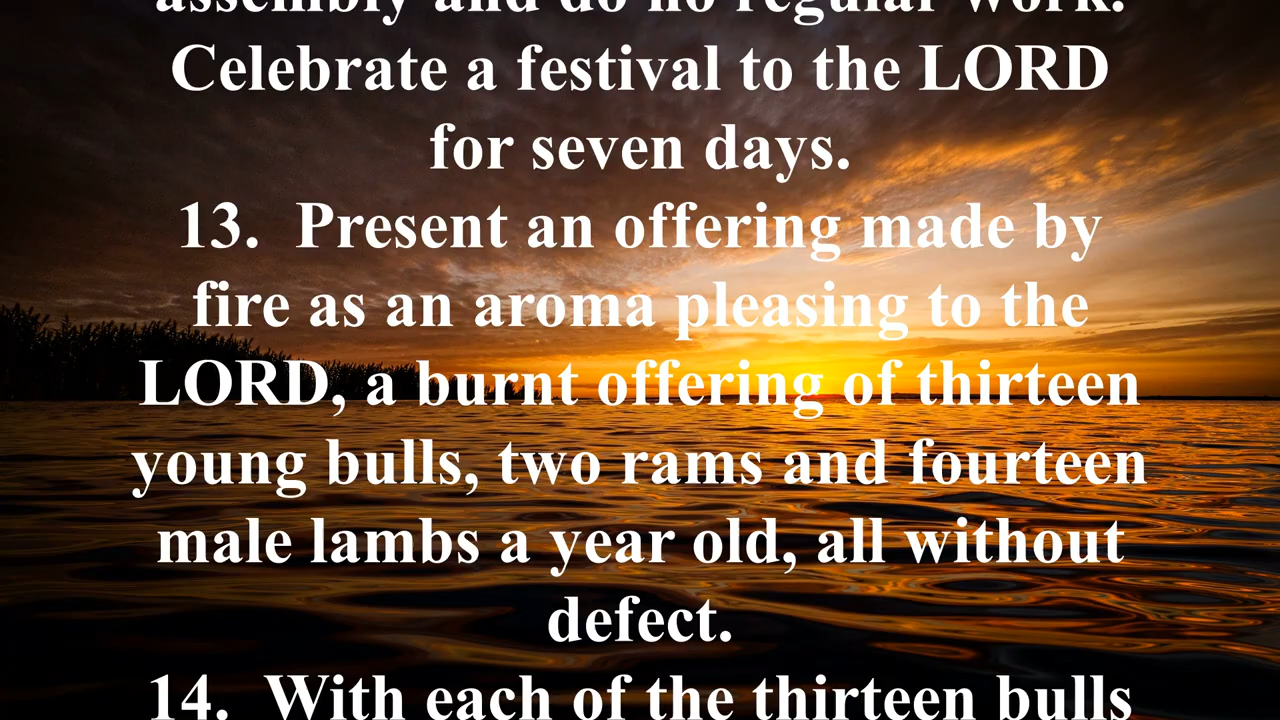 assembly and do no regular work.
Celebrate a festival to the LORD
for seven days.
13.  Present an offering made by
fire as an aroma pleasing to the
LORD, a burnt offering of thirteen
young bulls, two rams and fourteen
male lambs a year old, all without
defect.
14.  With each of the thirteen bulls